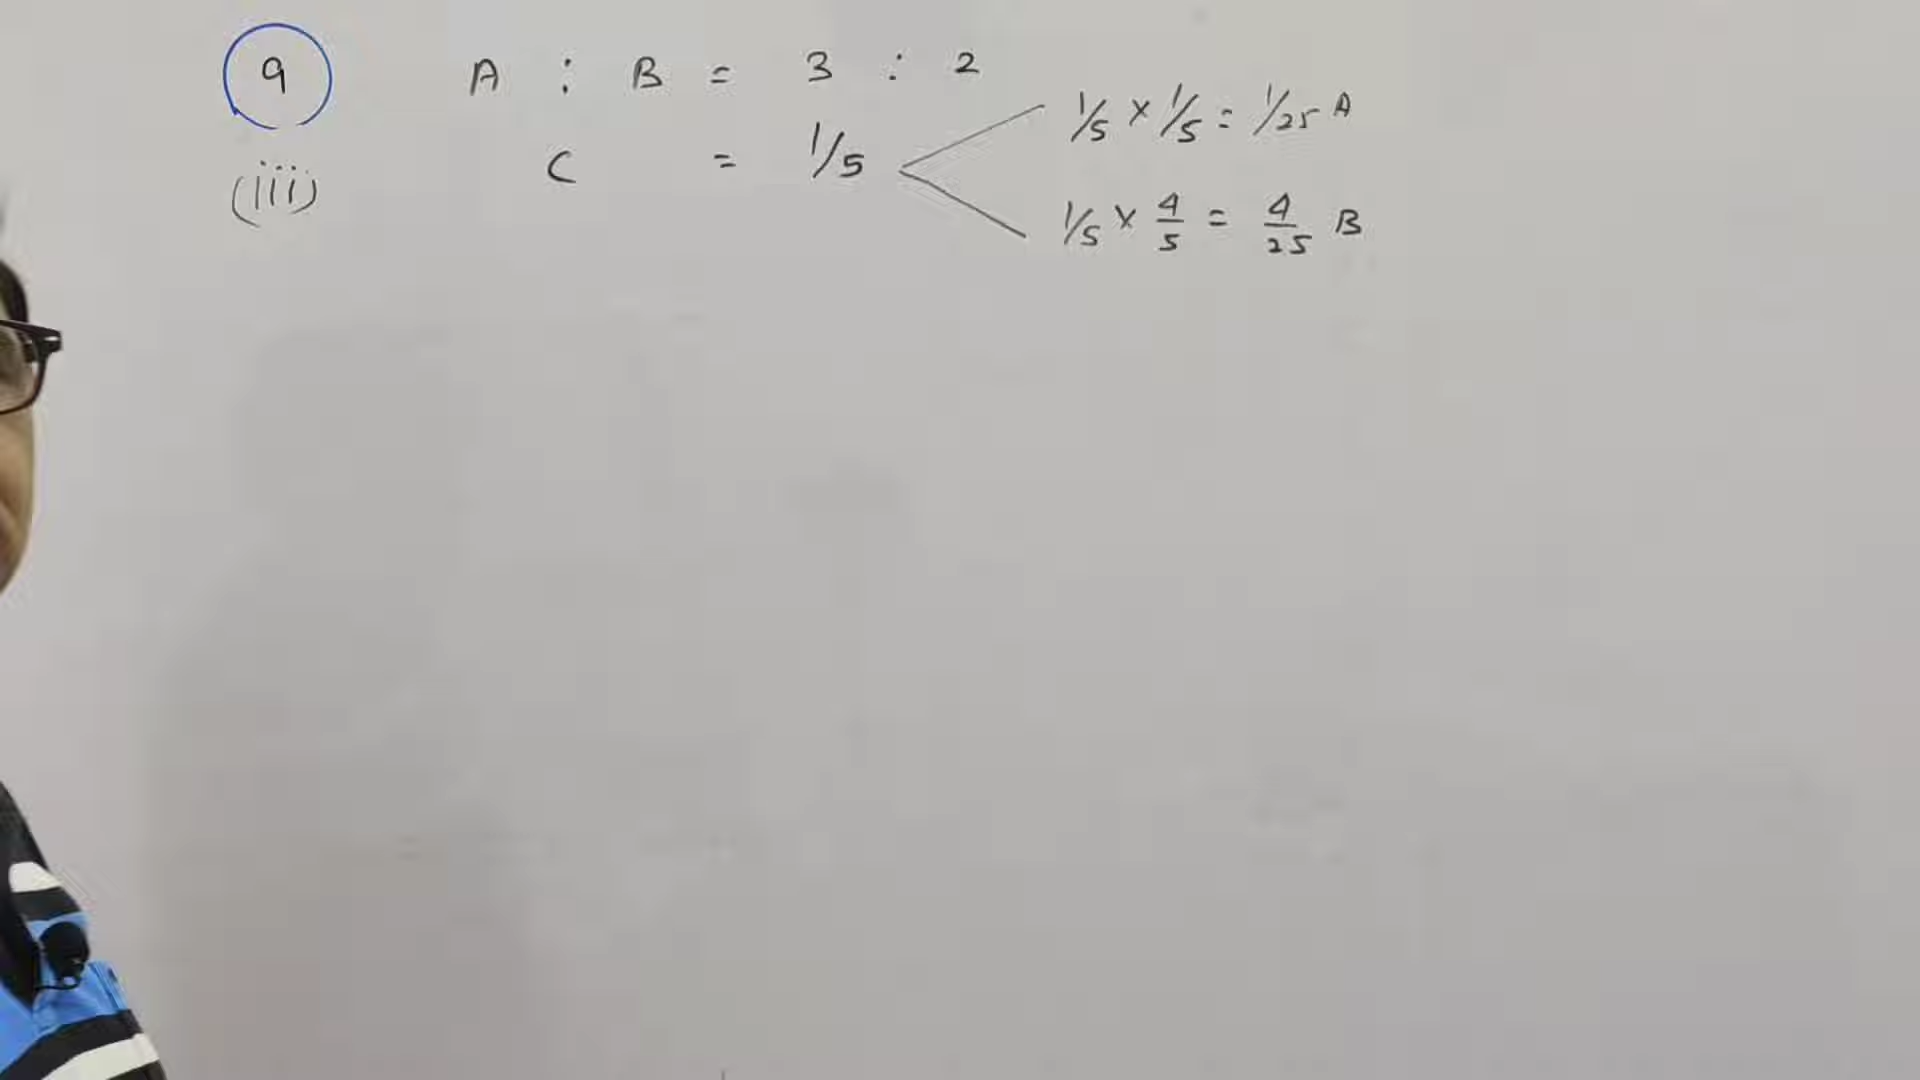 9 A : B = 3 : 2
(iii) C = 1/5
1/5 × 1/5 = 1/25 A
1/5 × 4/5 = 4/25 B